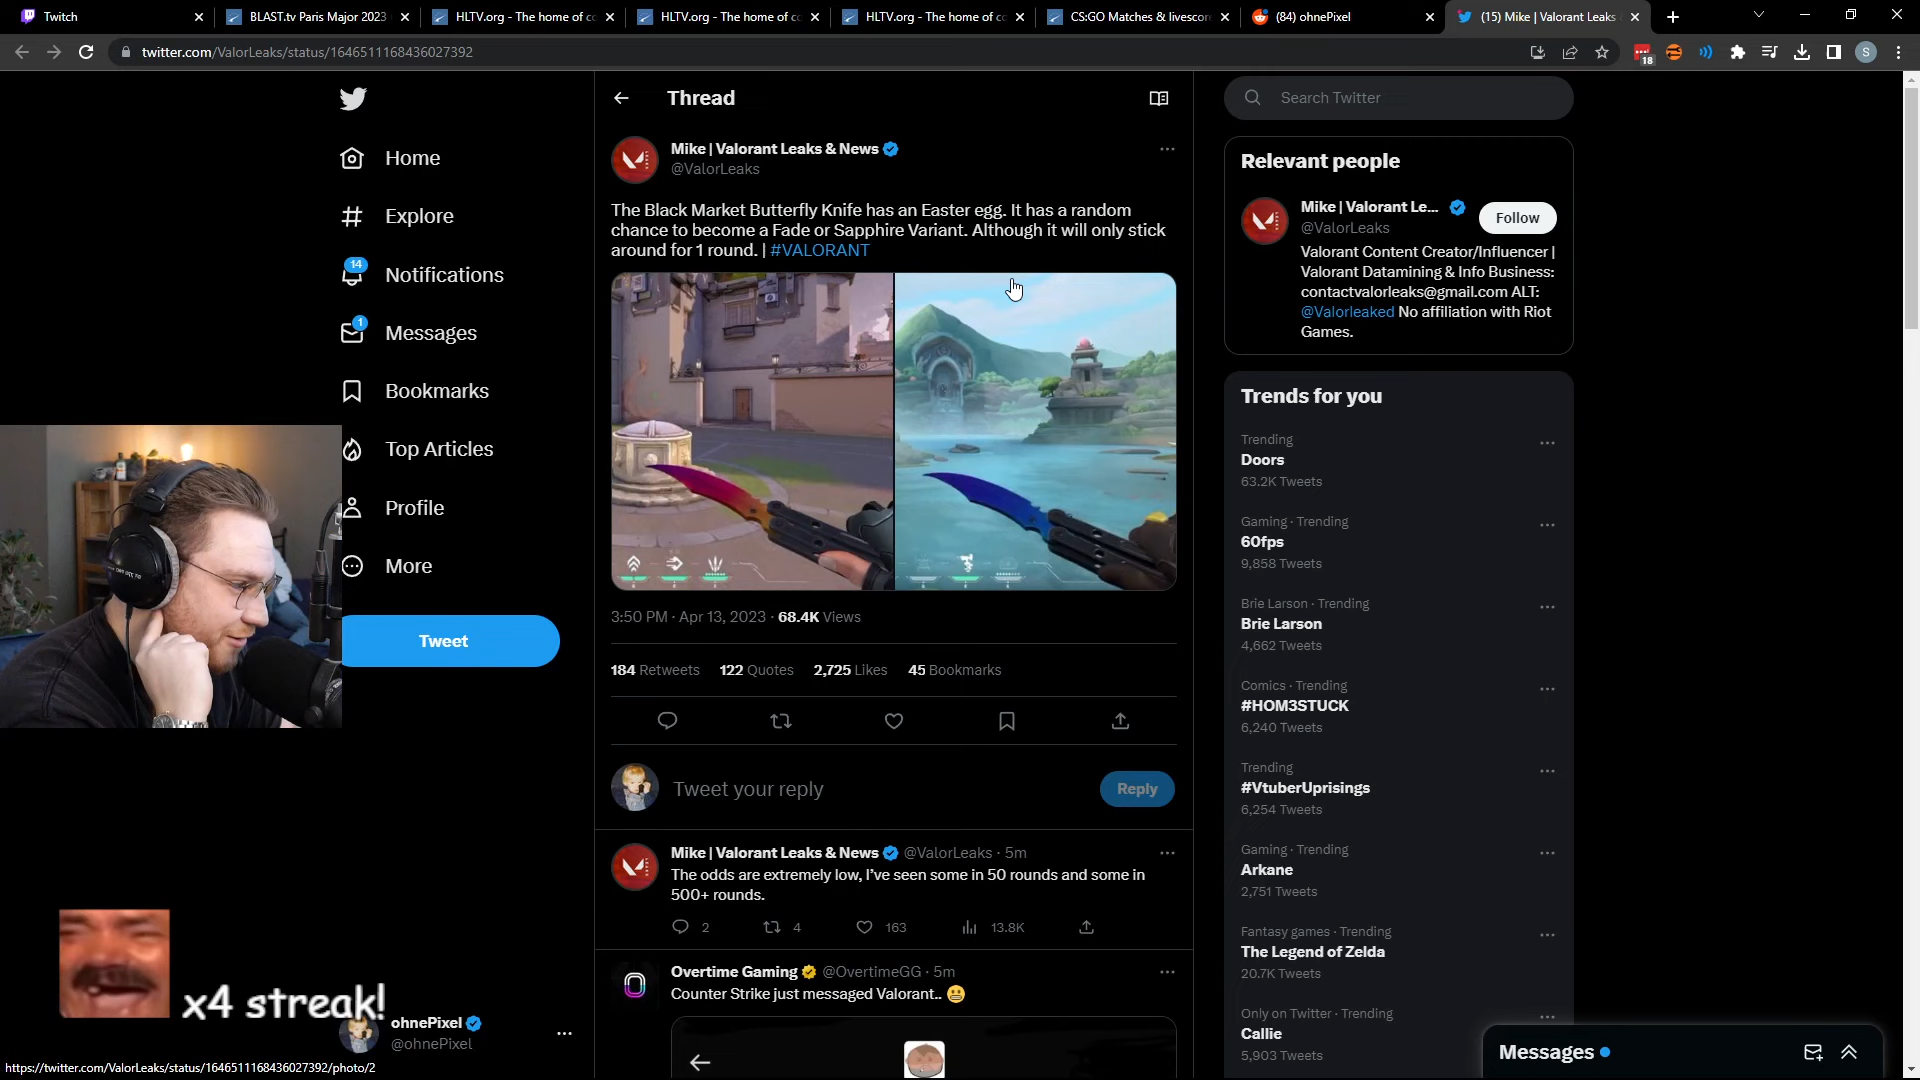 Twitch
BLAST.tv Paris Major 2023
HLTV.org - The home of co
HLTV.org - The home of co
HLTV.org - The home of co
CS:GO Matches & livescore
(84) ohnePixel
(15) Mike | Valorant Leaks
twitter.com/ValorLeaks/status/1646511168436027392
18
S
Home
Explore
14
Notifications
1
Messages
Bookmarks
Top Articles
Profile
More
Tweet
x4 streak!
ohnePixel
@ohnePixel
https://twitter.com/ValorLeaks/status/1646511168436027392/photo/2
Thread
Mike | Valorant Leaks & News
@ValorLeaks
The Black Market Butterfly Knife has an Easter egg. It has a random
chance to become a Fade or Sapphire Variant. Although it will only stick
around for 1 round. | #VALORANT
3:50 PM · Apr 13, 2023 · 68.4K Views
184 Retweets 122 Quotes 2,725 Likes 45 Bookmarks
Tweet your reply
Reply
Mike | Valorant Leaks & News @ValorLeaks · 5m
The odds are extremely low, I've seen some in 50 rounds and some in
500+ rounds.
2 4 163 13.8K
Overtime Gaming @OvertimeGG · 5m
Counter Strike just messaged Valorant.. 😬
Search Twitter
Relevant people
Mike | Valorant Le...
@ValorLeaks
Follow
Valorant Content Creator/Influencer |
Valorant Datamining & Info Business:
contactvalorleaks@gmail.com ALT:
@Valorleaked No affiliation with Riot
Games.
Trends for you
Trending
Doors
63.2K Tweets
Gaming · Trending
60fps
9,858 Tweets
Brie Larson · Trending
Brie Larson
4,662 Tweets
Comics · Trending
#HOM3STUCK
6,240 Tweets
Trending
#VtuberUprisings
6,254 Tweets
Gaming · Trending
Arkane
2,751 Tweets
Fantasy games · Trending
The Legend of Zelda
20.7K Tweets
Only on Twitter · Trending
Callie
5,903 Tweets
Messages